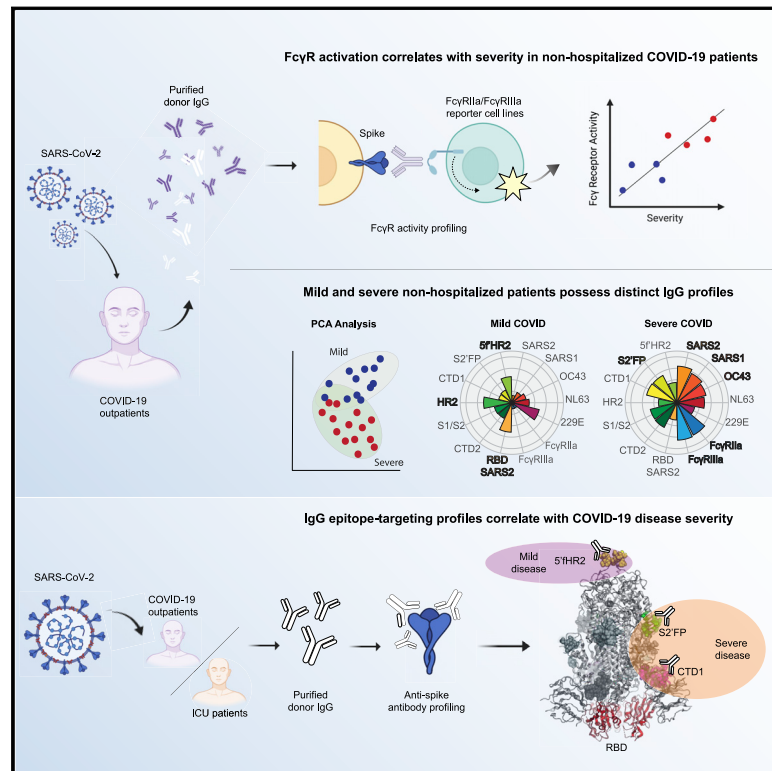 FcγR activation correlates with severity in non-hospitalized COVID-19 patients
Purified
donor IgG
SARS-CoV-2
Spike
FcγRIIa/FcγRIIIa
reporter cell lines
FcγR activity profiling
Fcγ Receptor Activity
Severity
COVID-19
outpatients
Mild and severe non-hospitalized patients possess distinct IgG profiles
PCA Analysis
Mild
Severe
Mild COVID
5'fHR2
SARS2
SARS1
OC43
NL63
229E
FcγRIIa
FcγRIIIa
RBD
SARS2
CTD2
S1/S2
HR2
CTD1
S2'FP
Severe COVID
5'fHR2
SARS2
SARS1
OC43
NL63
229E
FcγRIIa
FcγRIIIa
RBD
SARS2
CTD2
S1/S2
HR2
CTD1
S2'FP
IgG epitope-targeting profiles correlate with COVID-19 disease severity
SARS-CoV-2
COVID-19
outpatients
ICU patients
Purified
donor IgG
Anti-spike
antibody profiling
Mild
disease
5'fHR2
S2'FP
Severe
disease
CTD1
RBD